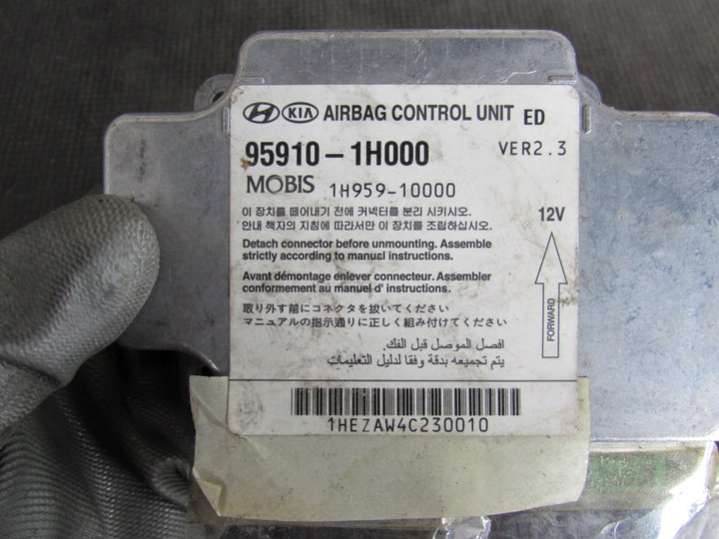 KIA AIRBAG CONTROL UNIT ED
95910-1H000 VER2.3
MOBIS 1H959-10000
이 장치를 떼어내기 전에 커넥터를 분리 시키시오.
안내 책자의 지침에 따라서만 이 장치를 조립하십시오.
12V
Detach connector before unmounting. Assemble
strictly according to manual instructions.
Avant démontage enlever connecteur. Assembler
conformement au manuel d' instructions.
FORWARD
取り外す前にコネクタを抜いてください
マニュアルの指示通りに正しく組み付けてください
افصل الموصل قبل الفك.
يتم تجميعه بدقة وفقا لدليل التعليمات
1HEZAW4C230010